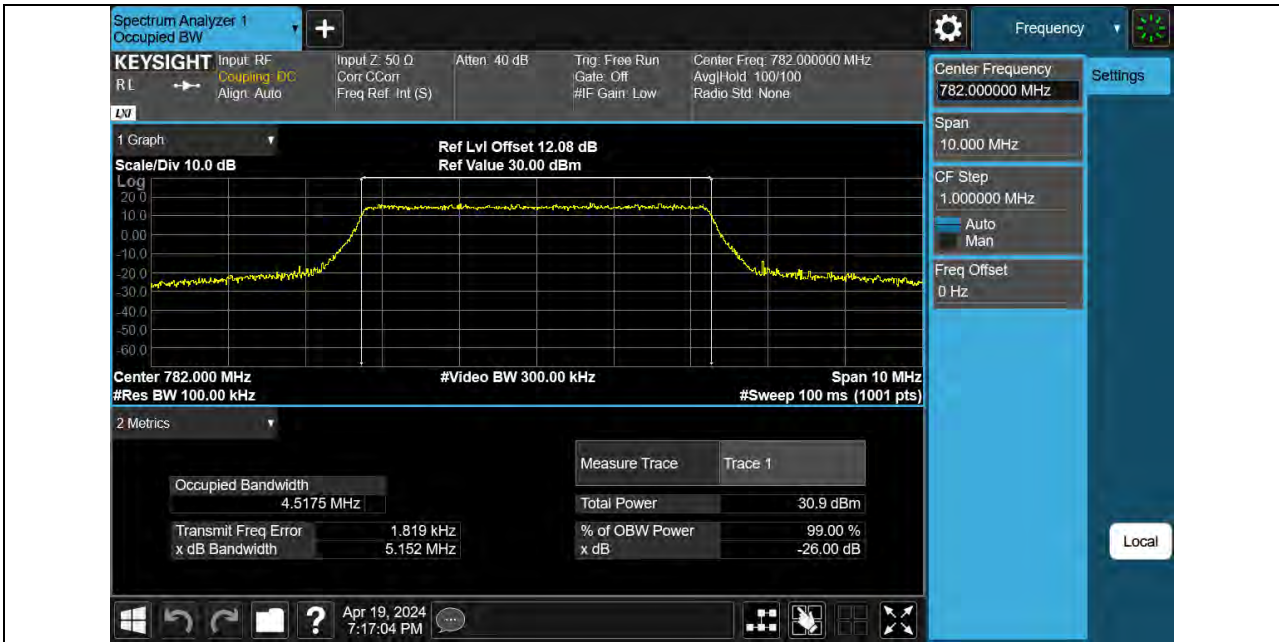 Spectrum Analyzer 1
Occupied BW
Frequency
KEYSIGHT
RL
LXI
Input: RF
Coupling: DC
Align: Auto
Input Z: 50 Ω
Corr CCorr
Freq Ref: Int (S)
Atten: 40 dB
Trig: Free Run
Gate: Off
#IF Gain: Low
Center Freq: 782.000000 MHz
Avg|Hold: 100/100
Radio Std: None
Center Frequency
782.000000 MHz
Settings
Span
10.000 MHz
CF Step
1.000000 MHz
Auto
Man
Freq Offset
0 Hz
Local
1 Graph
Scale/Div 10.0 dB
Ref Lvl Offset 12.08 dB
Ref Value 30.00 dBm
Log
20.0
10.0
0.00
-10.0
-20.0
-30.0
-40.0
-50.0
-60.0
Center 782.000 MHz
#Video BW 300.00 kHz
Span 10 MHz
#Res BW 100.00 kHz
#Sweep 100 ms (1001 pts)
2 Metrics
Measure Trace Trace 1
Occupied Bandwidth
4.5175 MHz
Total Power 30.9 dBm
Transmit Freq Error 1.819 kHz
% of OBW Power 99.00 %
x dB Bandwidth 5.152 MHz
x dB -26.00 dB
?
Apr 19, 2024
7:17:04 PM